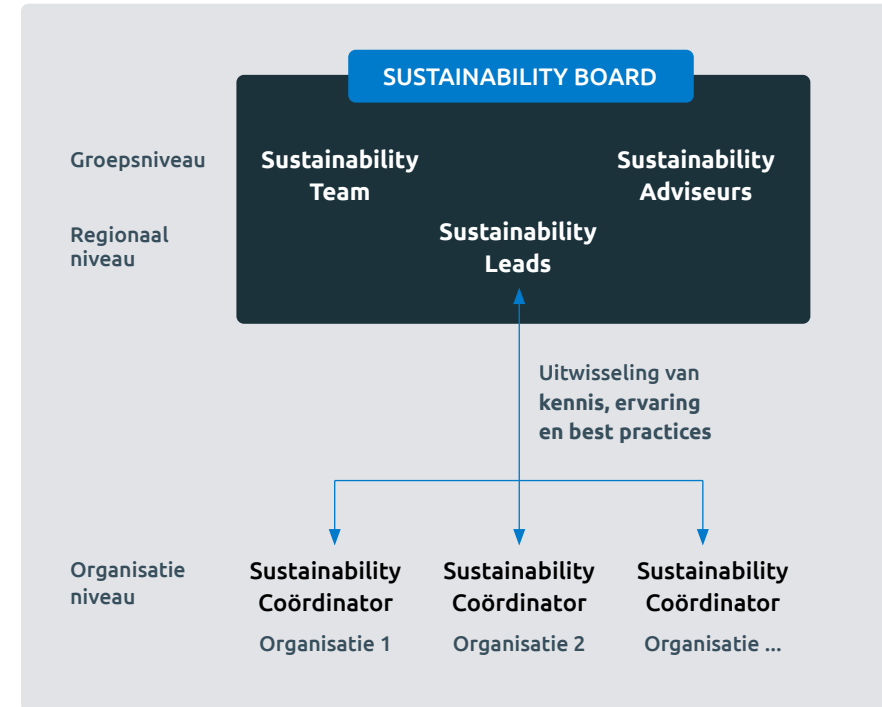 SUSTAINABILITY BOARD
Groepsniveau
Sustainability
Team
Sustainability
Adviseurs
Regionaal
niveau
Sustainability
Leads
Uitwisseling van
kennis, ervaring
en best practices
Organisatie
niveau
Sustainability
Coördinator
Organisatie 1
Sustainability
Coördinator
Organisatie 2
Sustainability
Coördinator
Organisatie ...